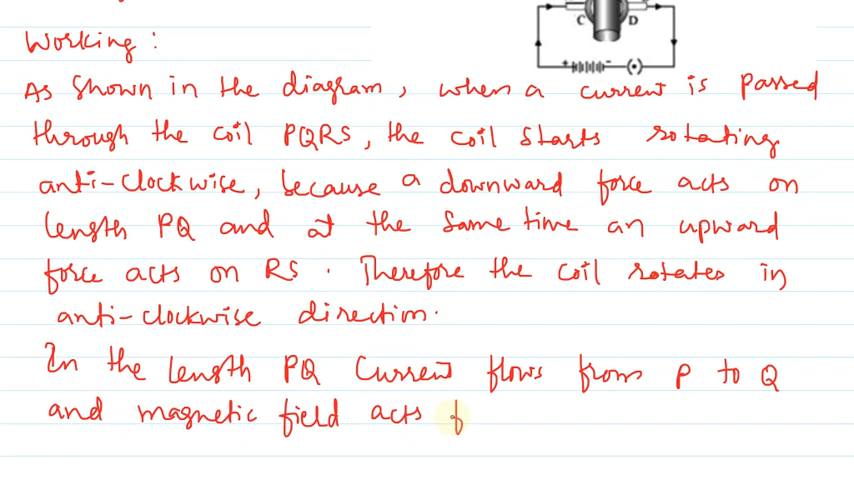 C D
+ - (•)
Working :
As shown in the diagram, when a current is passed
through the coil PQRS, the coil starts rotating
anti-clockwise, because a downward force acts on
length PQ and at the same time an upward
force acts on RS. Therefore the coil rotates in
anti-clockwise direction.
In the length PQ current flows from P to Q
and magnetic field acts f